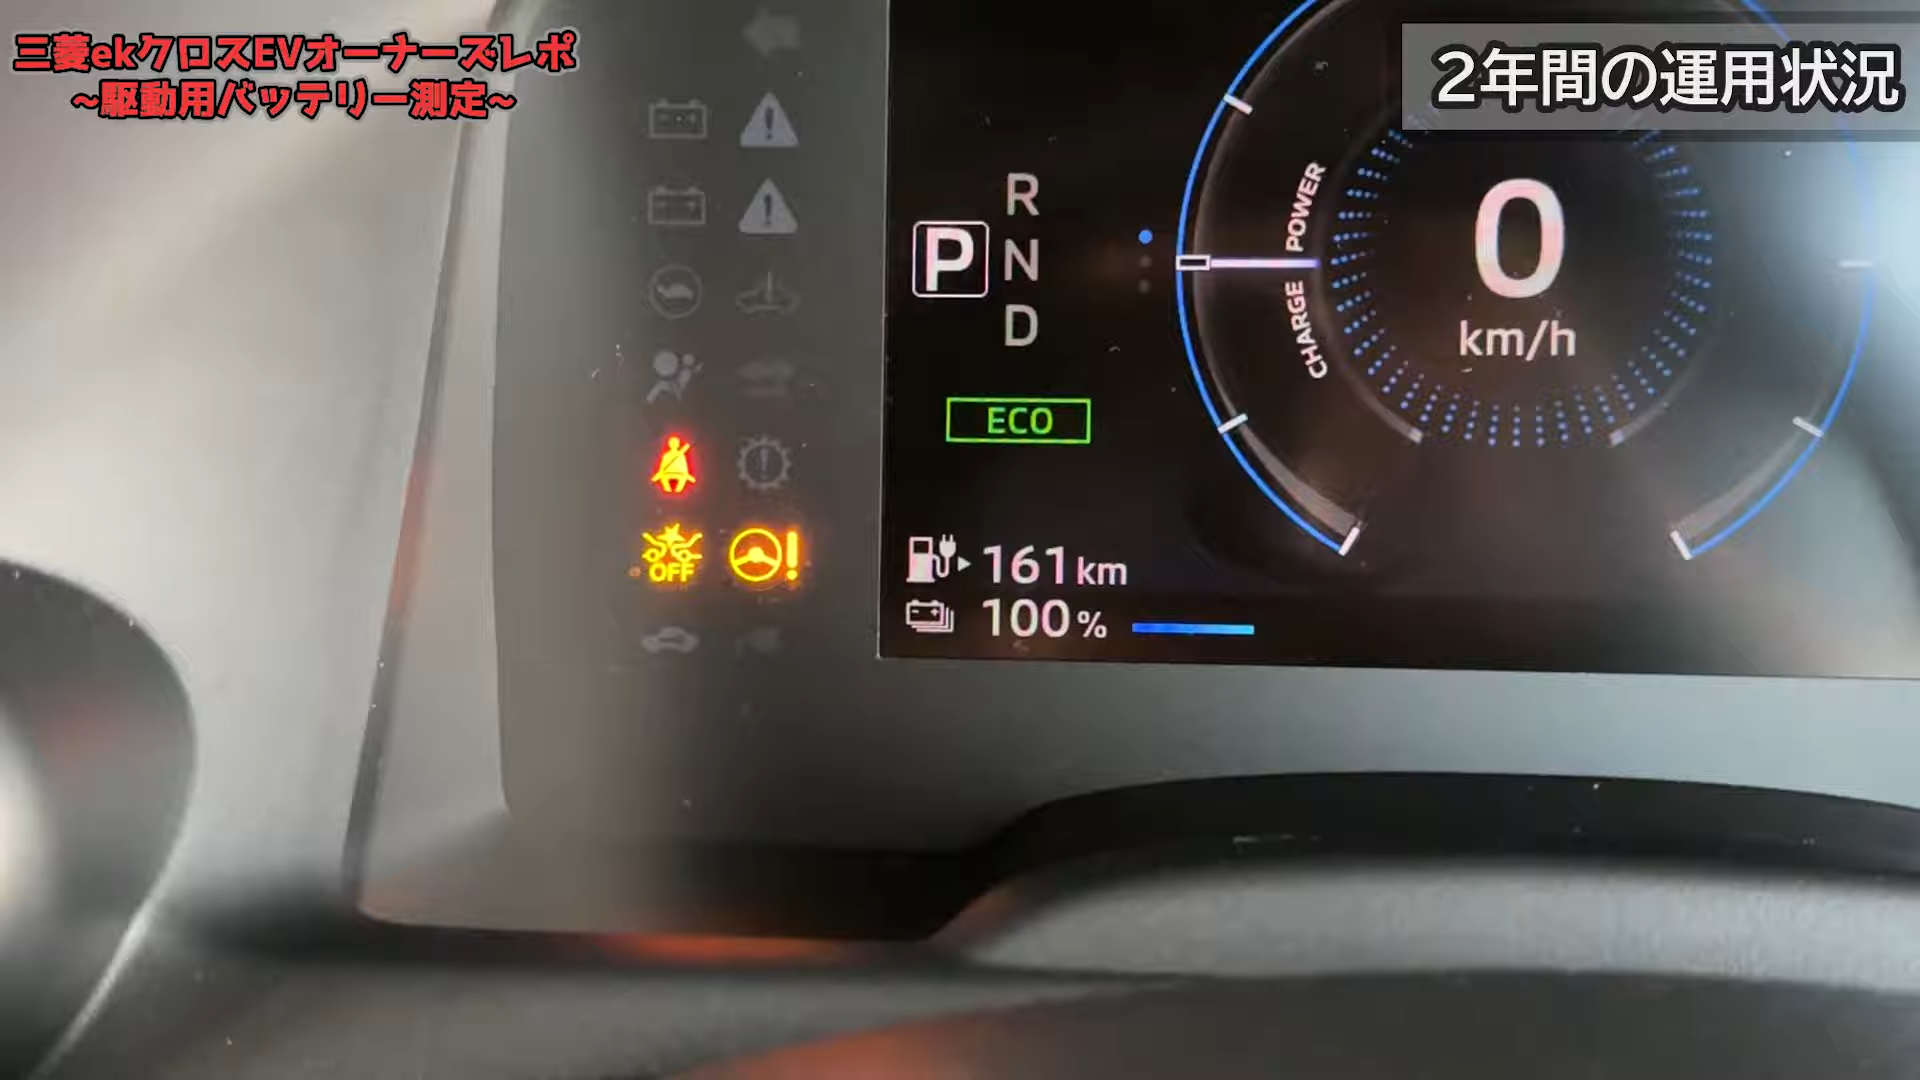 三菱ekクロスEVオーナーズレポ
~駆動用バッテリー測定~
2年間の運用状況
R
P N
D
ECO
POWER
CHARGE
0
km/h
OFF
161km
100%